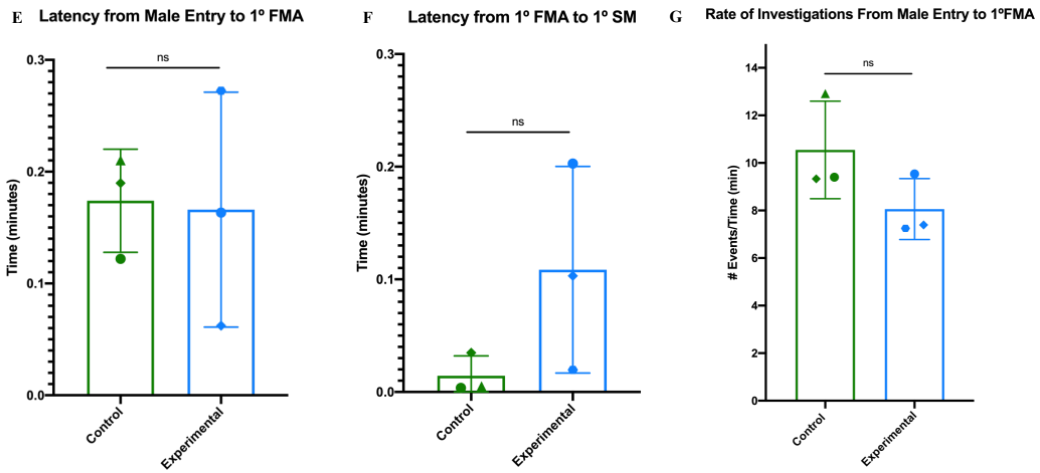 E Latency from Male Entry to 1º FMA
0.3
0.2
0.1
0.0
Time (minutes)
ns
Control
Experimental
F Latency from 1º FMA to 1º SM
0.3
0.2
0.1
0.0
Time (minutes)
ns
Control
Experimental
G Rate of Investigations From Male Entry to 1ºFMA
14
12
10
8
6
4
2
0
# Events/Time (min)
ns
Control
Experimental